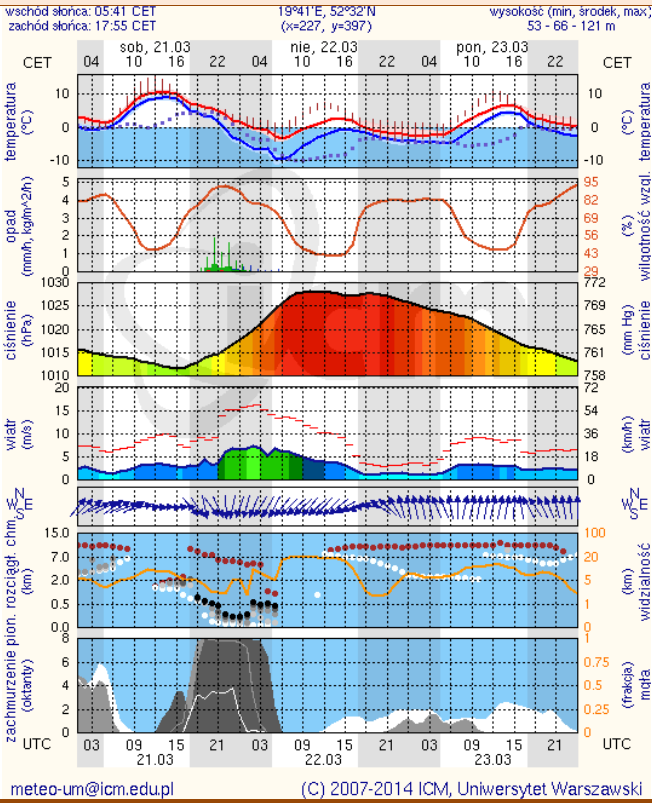 wschód słońca: 05:41 CET 19°41'E, 52°32'N wysokość (min, środek, max)
zachód słońca: 17:55 CET (x=227, y=397) 53 - 66 - 121 m
sob, 21.03 nie, 22.03 pon, 23.03
CET 04 10 16 22 04 10 16 22 04 10 16 22 CET
temperatura (°C) 10 0 -10 10 0 -10 temperatura (°C)
opad (mm/h, kg/m^2/h) 5 4 3 2 1 0 95 82 69 56 43 29 (%) wilgotność wzgl.
ciśnienie (hPa) 1030 1025 1020 1015 1010 772 769 765 761 758 (mm Hg) ciśnienie
wiatr (m/s) 20 15 10 5 0 72 54 36 18 0 (km/h) wiatr
N W E S N W E S
pion. rozciągł. chm. (km) 15.0 7.0 2.0 0.5 0.0 100 20 5 1 0 (km) widzialność
zachmurzenie (oktanty) 8 6 4 2 0 1 0.75 0.5 0.25 0 (frakcja) mgła
UTC 03 09 15 21 03 09 15 21 03 09 15 21 UTC
21.03 22.03 23.03
meteo-um@icm.edu.pl (C) 2007-2014 ICM, Uniwersytet Warszawski